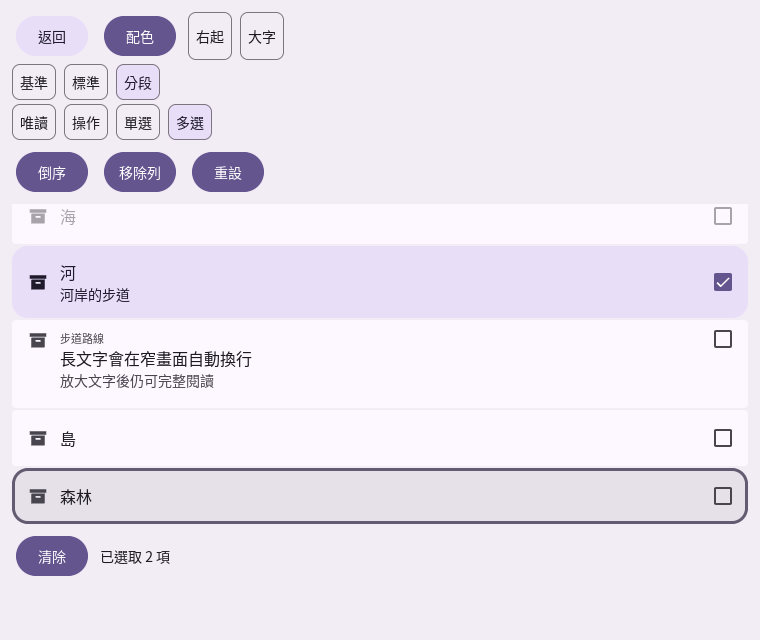 返回 配色 右起 大字
基準 標準 分段
唯讀 操作 單選 多選
倒序 移除列 重設
海
河
河岸的步道
步道路線
長文字會在窄畫面自動換行
放大文字後仍可完整閱讀
島
森林
清除 已選取 2 項